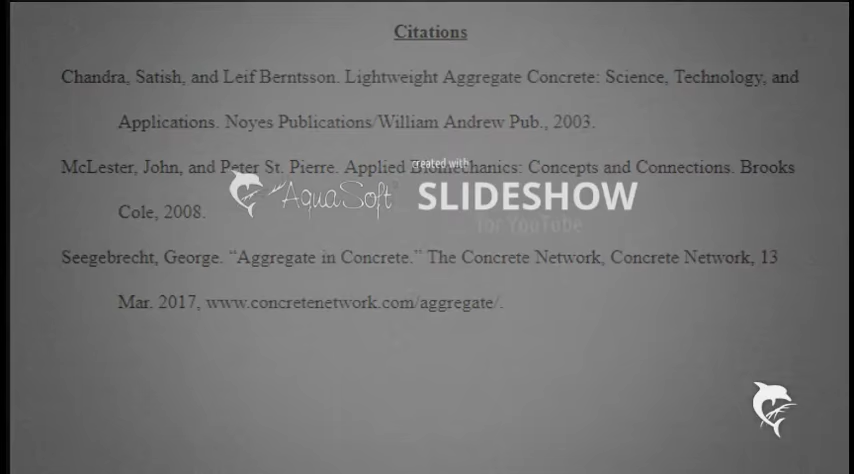 Citations
Chandra, Satish, and Leif Berntsson. Lightweight Aggregate Concrete: Science, Technology, and
Applications. Noyes Publications/William Andrew Pub., 2003.
created with
McLester, John, and Peter St. Pierre. Applied Biomechanics: Concepts and Connections. Brooks
AquaSoft SLIDESHOW
Cole, 2008.
for YouTube
Seegebrecht, George. “Aggregate in Concrete.” The Concrete Network, Concrete Network, 13
Mar. 2017, www.concretenetwork.com/aggregate/.